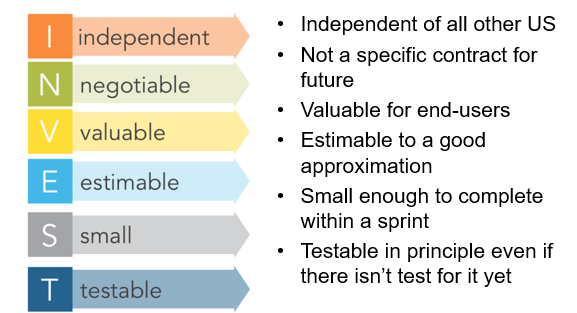 I independent
N negotiable
V valuable
E estimable
S small
T testable
• Independent of all other US
• Not a specific contract for
future
• Valuable for end-users
• Estimable to a good
approximation
• Small enough to complete
within a sprint
• Testable in principle even if
there isn't test for it yet